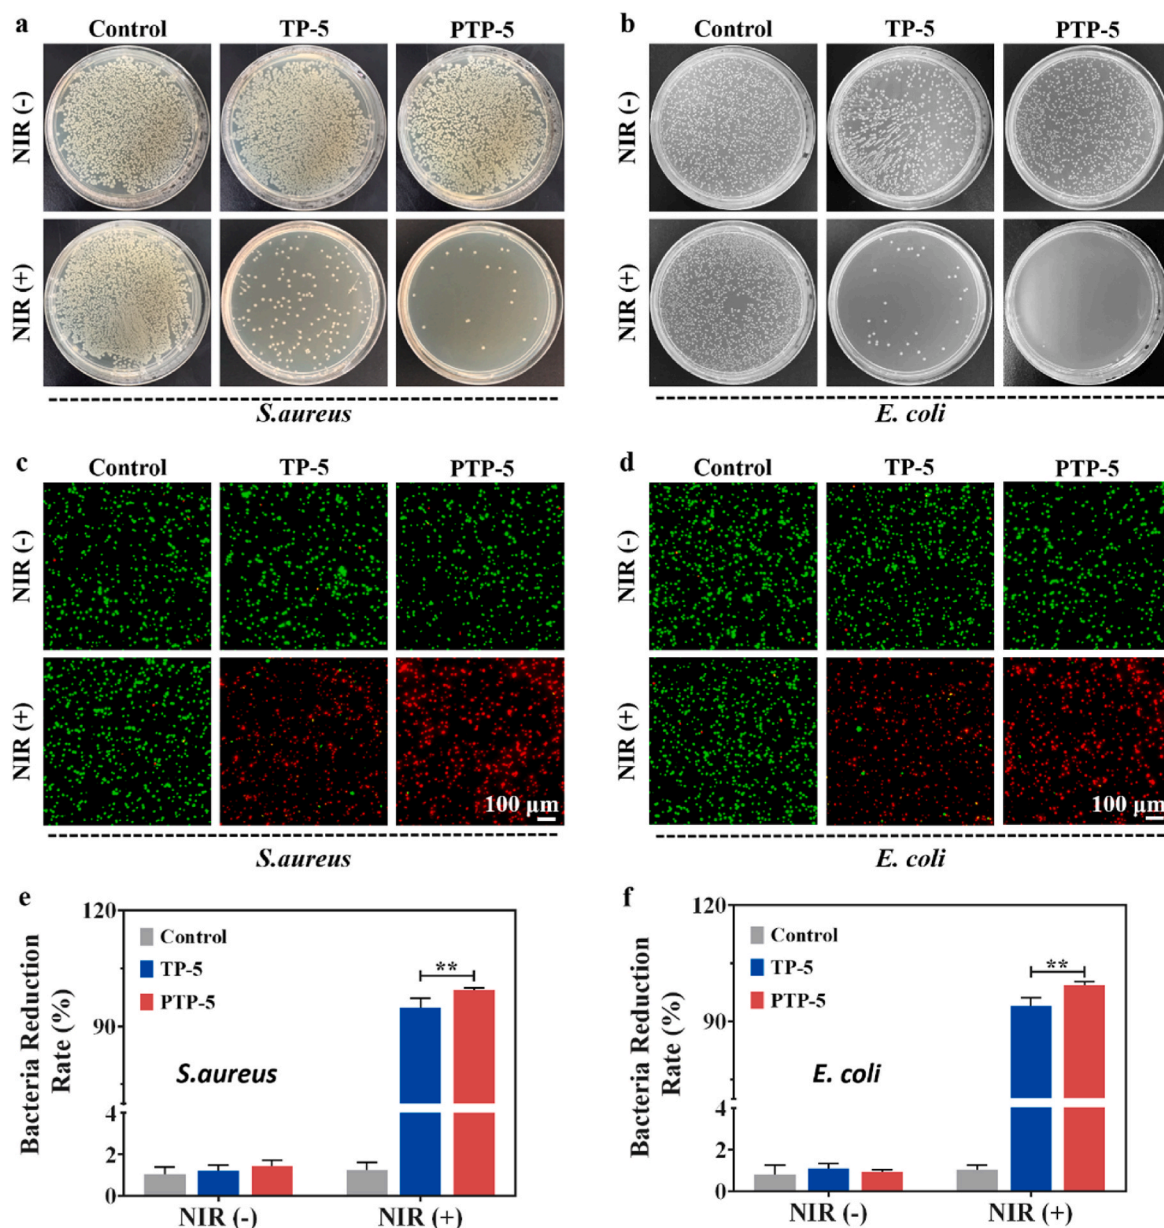 a Control TP-5 PTP-5
NIR (-)
NIR (+)
S.aureus
b Control TP-5 PTP-5
NIR (-)
NIR (+)
E. coli
c Control TP-5 PTP-5
NIR (-)
NIR (+)
100 μm
S.aureus
d Control TP-5 PTP-5
NIR (-)
NIR (+)
100 μm
E. coli
e
Bacteria Reduction
Rate (%)
120
90
4
2
0
Control
TP-5
PTP-5
**
S.aureus
NIR (-) NIR (+)
f
Bacteria Reduction
Rate (%)
120
90
4
2
0
Control
TP-5
PTP-5
**
E. coli
NIR (-) NIR (+)